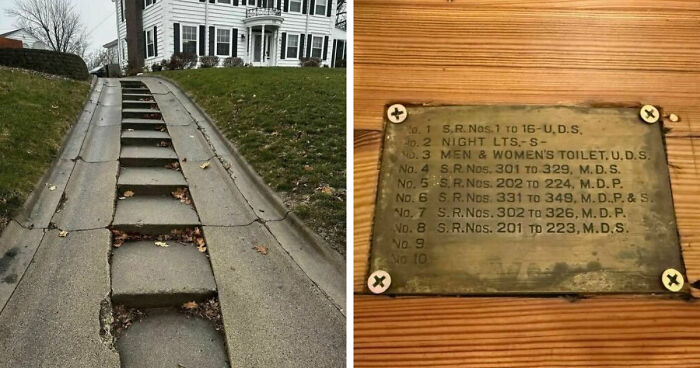 No. 1 S.R. Nos. 1 TO 16-U.D.S.
No. 2 NIGHT LTS.-S-
No. 3 MEN & WOMEN'S TOILET, U.D.S.
No. 4 S.R. Nos. 301 TO 329, M.D.S.
No. 5 S.R. Nos. 202 TO 224, M.D.P.
No. 6 S.R. Nos. 331 TO 349, M.D.P. & S.
No. 7 S.R. Nos. 302 TO 326, M.D.P.
No. 8 S.R. Nos. 201 TO 223, M.D.S.
No. 9
No. 10